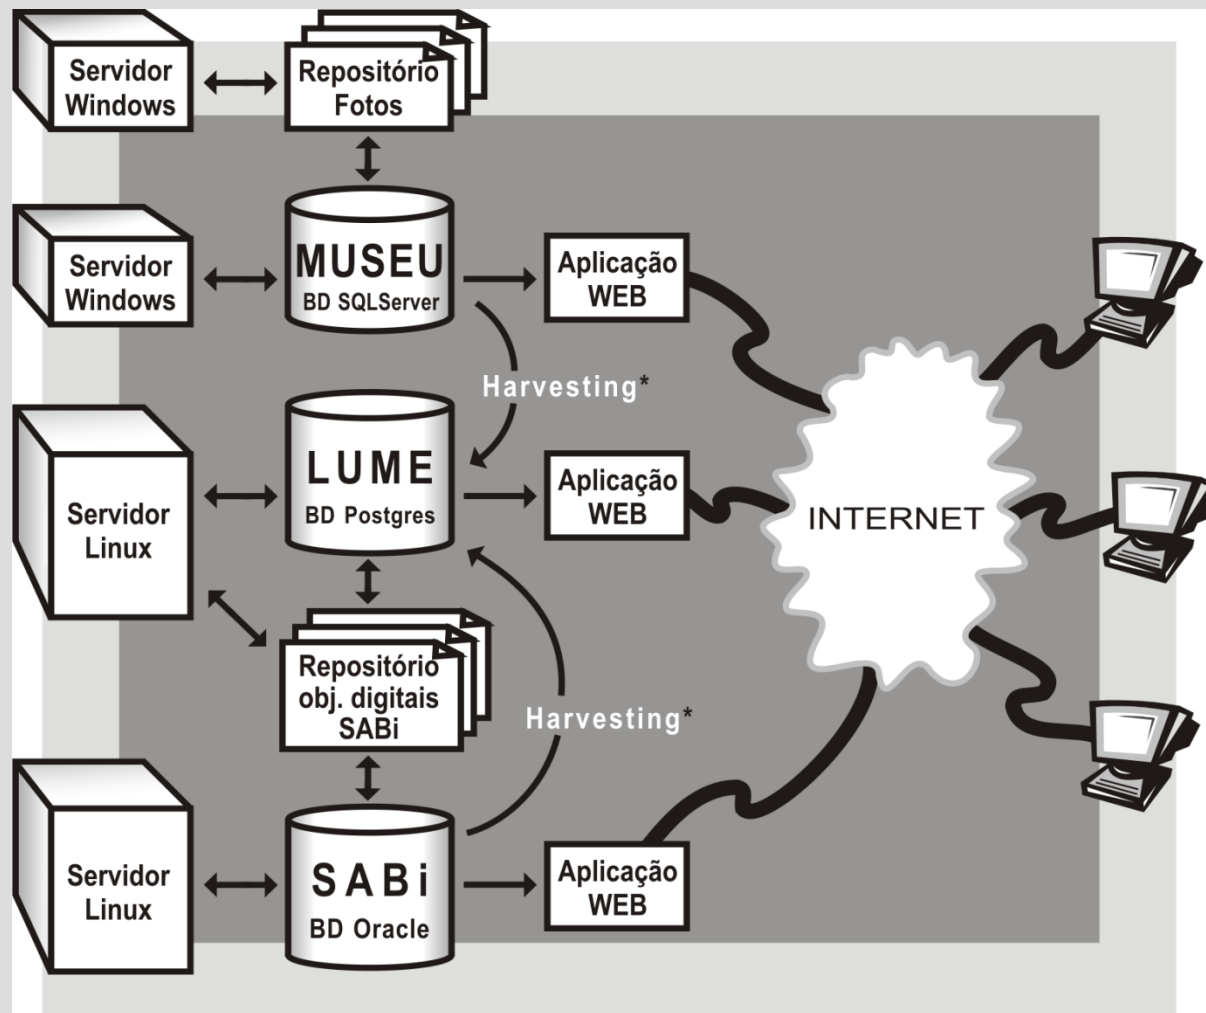 Servidor
Windows
Repositório
Fotos
Servidor
Windows
MUSEU
BD SQLServer
Aplicação
WEB
Harvesting*
Servidor
Linux
LUME
BD Postgres
Aplicação
WEB
INTERNET
Repositório
obj. digitais
SABi
Harvesting*
Servidor
Linux
SABi
BD Oracle
Aplicação
WEB